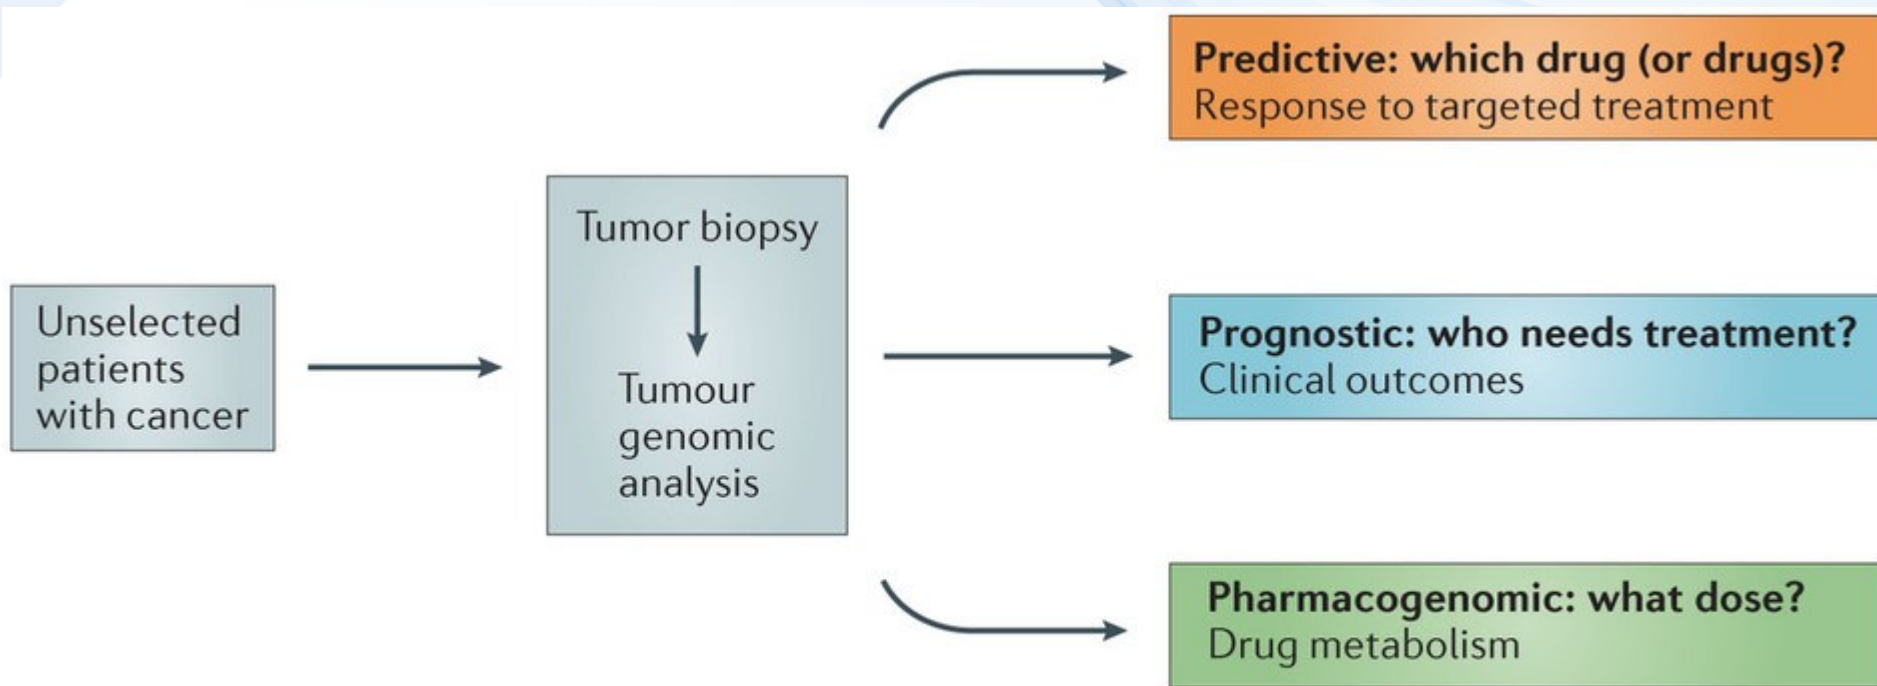 Unselected
patients
with cancer
Tumor biopsy
Tumour
genomic
analysis
Predictive: which drug (or drugs)?
Response to targeted treatment
Prognostic: who needs treatment?
Clinical outcomes
Pharmacogenomic: what dose?
Drug metabolism